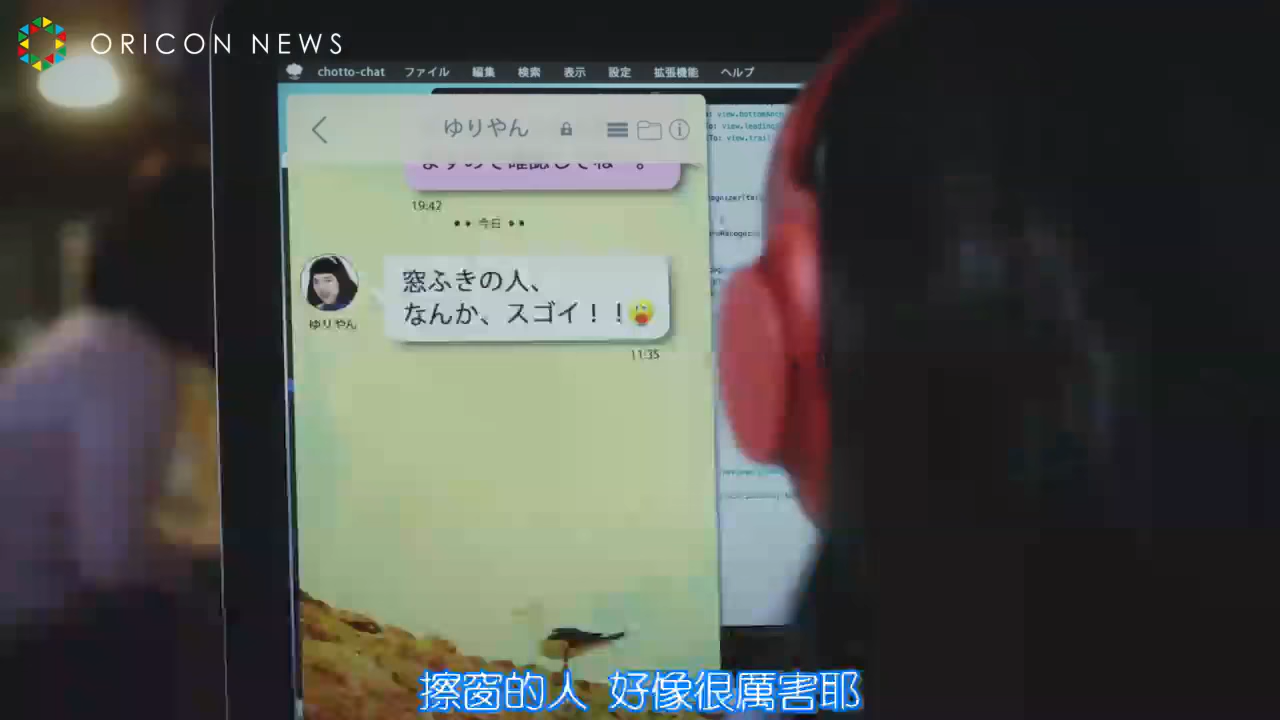 ORICON NEWS
chotto-chat ファイル 編集 検索 表示 設定 拡張機能 ヘルプ
ゆりやん
19:42
今日
窓ふきの人、
なんか、スゴイ！！
ゆりやん
11:35
擦窗的人 好像很厲害耶